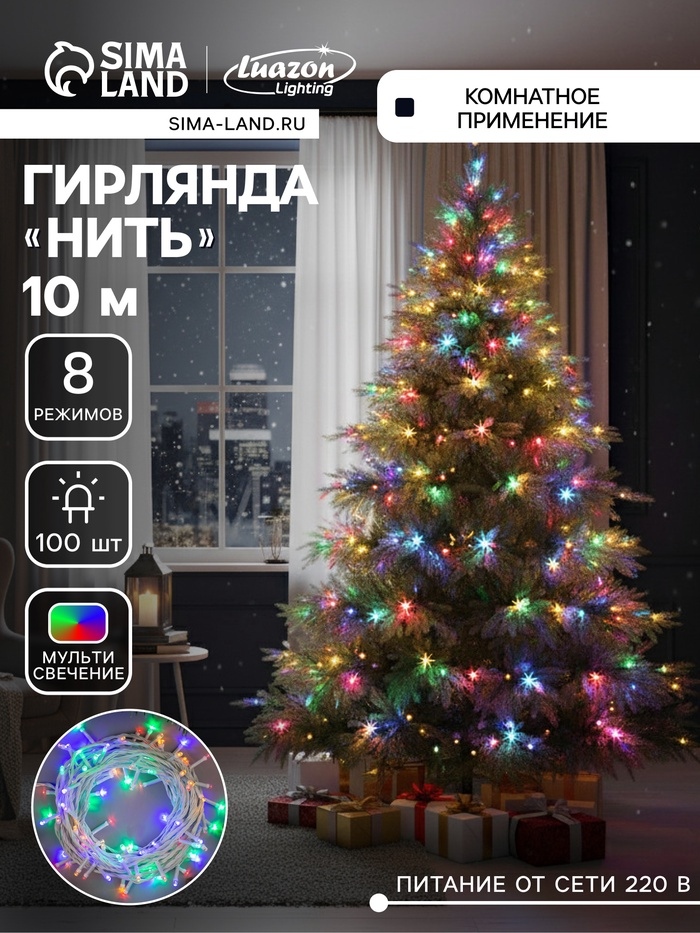 SIMA
LAND
Luazon
Lighting
SIMA-LAND.RU
КОМНАТНОЕ
ПРИМЕНЕНИЕ
ГИРЛЯНДА
«НИТЬ»
10 м
8
РЕЖИМОВ
100 шт
МУЛЬТИ
СВЕЧЕНИЕ
ПИТАНИЕ ОТ СЕТИ 220 В